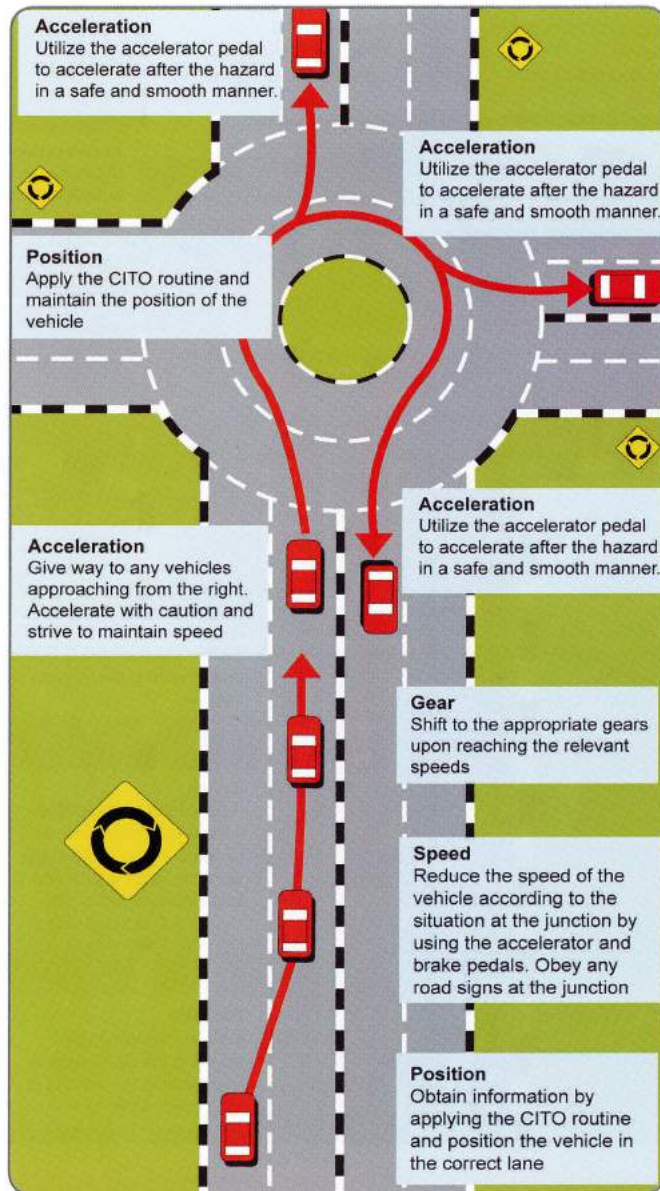 Acceleration
Utilize the accelerator pedal
to accelerate after the hazard
in a safe and smooth manner.
Acceleration
Utilize the accelerator pedal
to accelerate after the hazard
in a safe and smooth manner.
Position
Apply the CITO routine and
maintain the position of the
vehicle
Acceleration
Give way to any vehicles
approaching from the right.
Accelerate with caution and
strive to maintain speed
Acceleration
Utilize the accelerator pedal
to accelerate after the hazard
in a safe and smooth manner.
Gear
Shift to the appropriate gears
upon reaching the relevant
speeds
Speed
Reduce the speed of the
vehicle according to the
situation at the junction by
using the accelerator and
brake pedals. Obey any
road signs at the junction
Position
Obtain information by
applying the CITO routine
and position the vehicle in
the correct lane